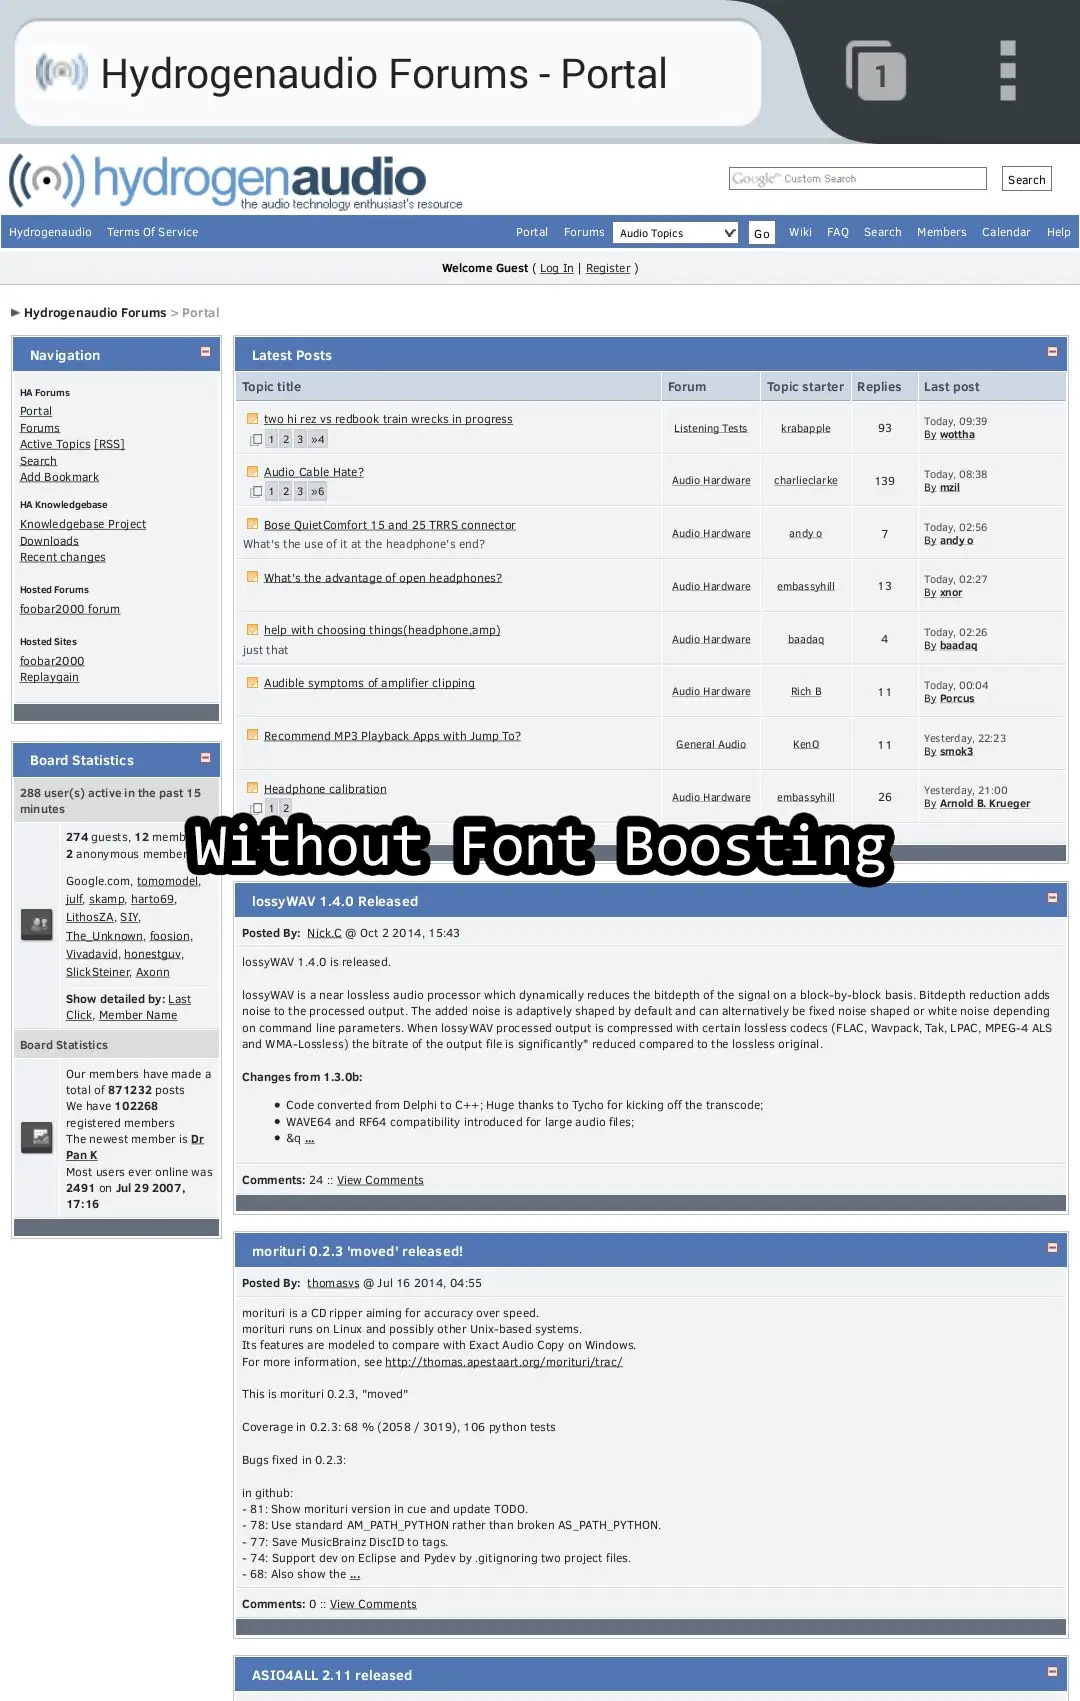 Hydrogenaudio Forums - Portal
1
hydrogenaudio
the audio technology enthusiast's resource
Google™ Custom Search
Search
Hydrogenaudio Terms Of Service Portal Forums Audio Topics Go Wiki FAQ Search Members Calendar Help
Welcome Guest ( Log In | Register )
Hydrogenaudio Forums > Portal
Navigation
HA Forums
Portal
Forums
Active Topics [RSS]
Search
Add Bookmark
HA Knowledgebase
Knowledgebase Project
Downloads
Recent changes
Hosted Forums
foobar2000 forum
Hosted Sites
foobar2000
Replaygain
Board Statistics
288 user(s) active in the past 15
minutes
274 guests, 12 memb
2 anonymous member
Google.com, tomomodel,
julf, skamp, harto69,
LithosZA, SIY,
The_Unknown, foosion,
Vivadavid, honestguv,
SlickSteiner, Axonn
Show detailed by: Last
Click, Member Name
Board Statistics
Our members have made a
total of 871232 posts
We have 102268
registered members
The newest member is Dr
Pan K
Most users ever online was
2491 on Jul 29 2007,
17:16
Latest Posts
Topic title Forum Topic starter Replies Last post
two hi rez vs redbook train wrecks in progress
1 2 3 »4
Listening Tests krabapple 93
Today, 09:39
By wottha
Audio Cable Hate?
1 2 3 »6
Audio Hardware charlieclarke 139
Today, 08:38
By mzil
Bose QuietComfort 15 and 25 TRRS connector
What's the use of it at the headphone's end?
Audio Hardware andy o 7
Today, 02:56
By andy o
What's the advantage of open headphones?
Audio Hardware embassyhill 13
Today, 02:27
By xnor
help with choosing things(headphone,amp)
just that
Audio Hardware baadaq 4
Today, 02:26
By baadaq
Audible symptoms of amplifier clipping
Audio Hardware Rich B 11
Today, 00:04
By Porcus
Recommend MP3 Playback Apps with Jump To?
General Audio KenO 11
Yesterday, 22:23
By smok3
Headphone calibration
1 2
Audio Hardware embassyhill 26
Yesterday, 21:00
By Arnold B. Krueger
Without Font Boosting
lossyWAV 1.4.0 Released
Posted By: Nick.C @ Oct 2 2014, 15:43
lossyWAV 1.4.0 is released.
lossyWAV is a near lossless audio processor which dynamically reduces the bitdepth of the signal on a block-by-block basis. Bitdepth reduction adds
noise to the processed output. The added noise is adaptively shaped by default and can alternatively be fixed noise shaped or white noise depending
on command line parameters. When lossyWAV processed output is compressed with certain lossless codecs (FLAC, Wavpack, Tak, LPAC, MPEG-4 ALS
and WMA-Lossless) the bitrate of the output file is significantly* reduced compared to the lossless original.
Changes from 1.3.0b:
• Code converted from Delphi to C++; Huge thanks to Tycho for kicking off the transcode;
• WAVE64 and RF64 compatibility introduced for large audio files;
• &q ...
Comments: 24 :: View Comments
morituri 0.2.3 'moved' released!
Posted By: thomasvs @ Jul 16 2014, 04:55
morituri is a CD ripper aiming for accuracy over speed.
morituri runs on Linux and possibly other Unix-based systems.
Its features are modeled to compare with Exact Audio Copy on Windows.
For more information, see http://thomas.apestaart.org/morituri/trac/
This is morituri 0.2.3, "moved"
Coverage in 0.2.3: 68 % (2058 / 3019), 106 python tests
Bugs fixed in 0.2.3:
in github:
- 81: Show morituri version in cue and update TODO.
- 78: Use standard AM_PATH_PYTHON rather than broken AS_PATH_PYTHON.
- 77: Save MusicBrainz DiscID to tags.
- 74: Support dev on Eclipse and Pydev by .gitignoring two project files.
- 68: Also show the ...
Comments: 0 :: View Comments
ASIO4ALL 2.11 released